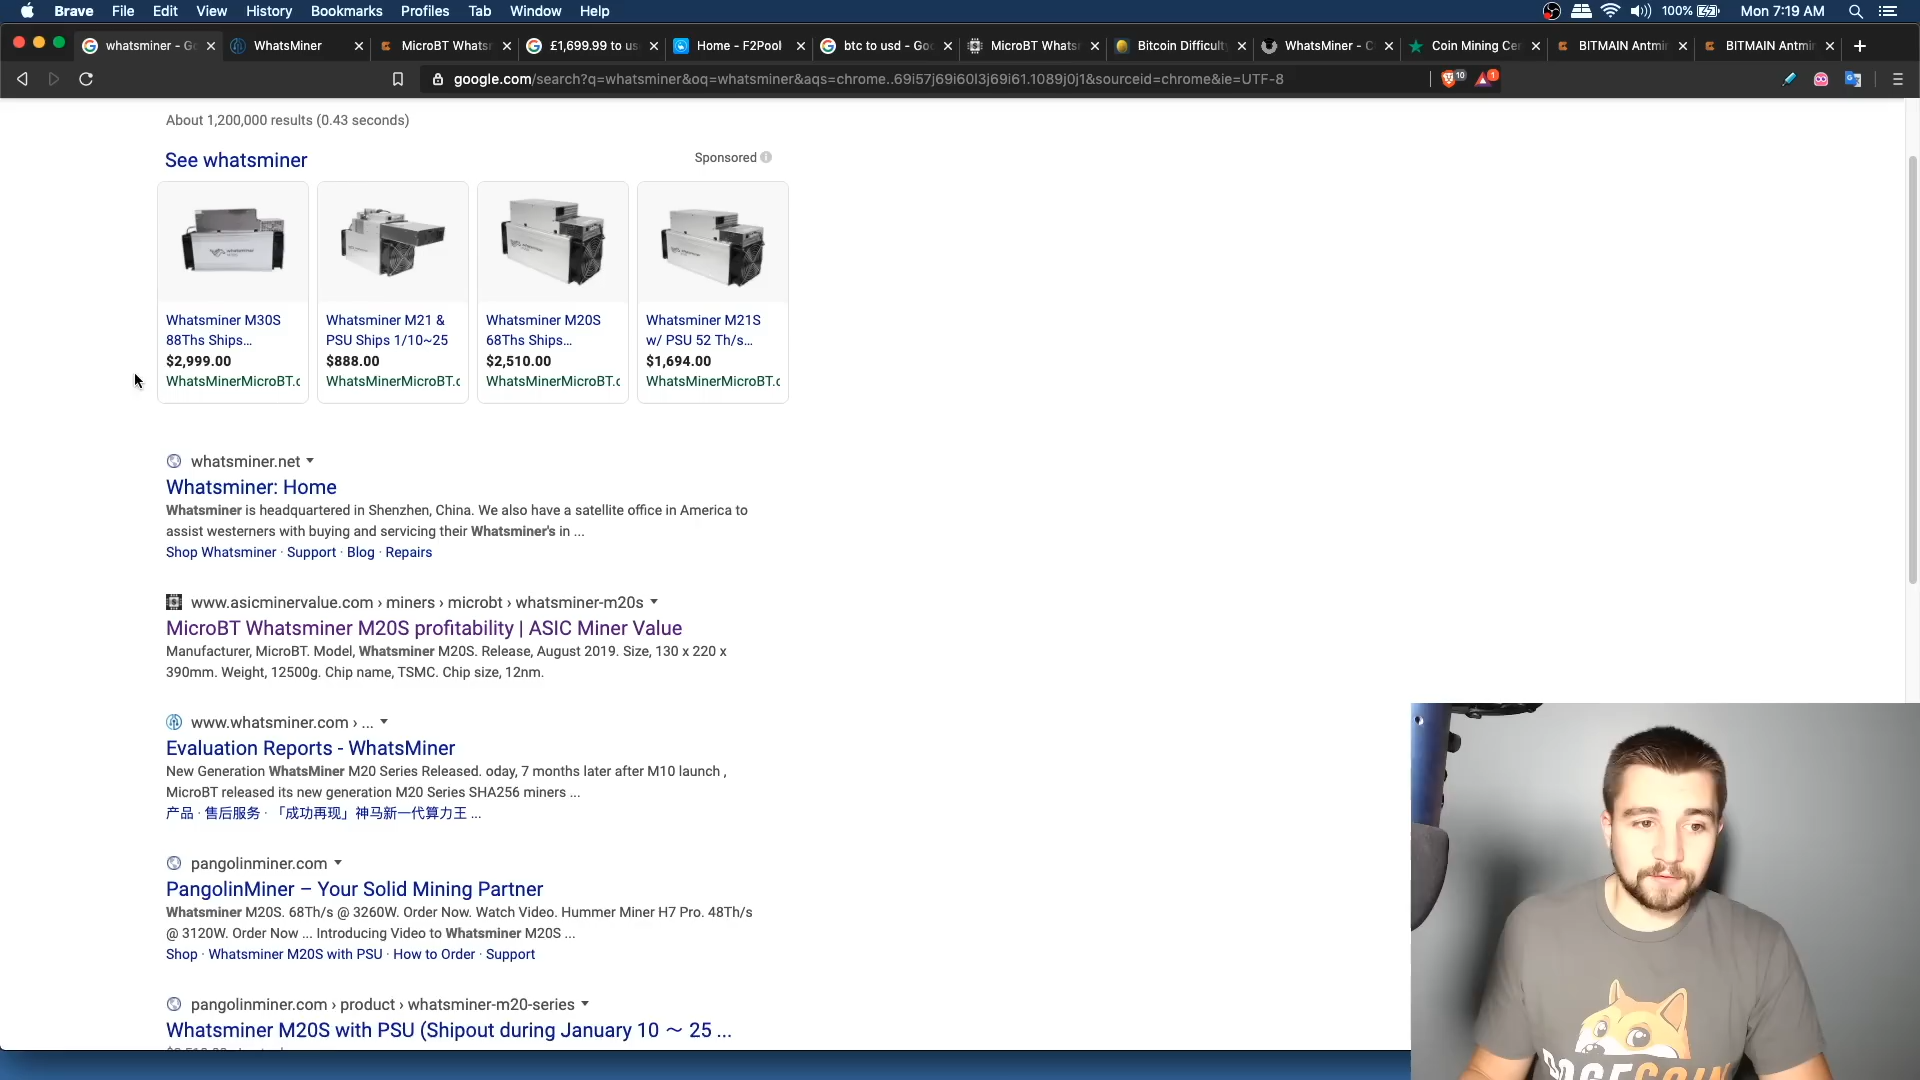 Brave File Edit View History Bookmarks Profiles Tab Window Help 100% Mon 7:19 AM
whatsminer - Go WhatsMiner MicroBT Whats £1,699.99 to us Home - F2Pool btc to usd - Goo MicroBT Whats Bitcoin Difficult WhatsMiner - C Coin Mining Cen BITMAIN Antmi BITMAIN Antmi
google.com/search?q=whatsminer&oq=whatsminer&aqs=chrome..69i57j69i60l3j69i61.1089j0j1&sourceid=chrome&ie=UTF-8 10 1
About 1,200,000 results (0.43 seconds)
See whatsminer
Sponsored
Whatsminer M30S
88Ths Ships...
$2,999.00
WhatsMinerMicroBT.c
Whatsminer M21 &
PSU Ships 1/10~25
$888.00
WhatsMinerMicroBT.c
Whatsminer M20S
68Ths Ships...
$2,510.00
WhatsMinerMicroBT.c
Whatsminer M21S
w/ PSU 52 Th/s...
$1,694.00
WhatsMinerMicroBT.c
whatsminer.net
Whatsminer: Home
Whatsminer is headquartered in Shenzhen, China. We also have a satellite office in America to
assist westerners with buying and servicing their Whatsminer's in ...
Shop Whatsminer · Support · Blog · Repairs
www.asicminervalue.com › miners › microbt › whatsminer-m20s
MicroBT Whatsminer M20S profitability | ASIC Miner Value
Manufacturer, MicroBT. Model, Whatsminer M20S. Release, August 2019. Size, 130 x 220 x
390mm. Weight, 12500g. Chip name, TSMC. Chip size, 12nm.
www.whatsminer.com › ...
Evaluation Reports - WhatsMiner
New Generation WhatsMiner M20 Series Released. oday, 7 months later after M10 launch ,
MicroBT released its new generation M20 Series SHA256 miners ...
产品 · 售后服务 · 「成功再现」神马新一代算力王 ...
pangolinminer.com
PangolinMiner – Your Solid Mining Partner
Whatsminer M20S. 68Th/s @ 3260W. Order Now. Watch Video. Hummer Miner H7 Pro. 48Th/s
@ 3120W. Order Now ... Introducing Video to Whatsminer M20S ...
Shop · Whatsminer M20S with PSU · How to Order · Support
pangolinminer.com › product › whatsminer-m20-series
Whatsminer M20S with PSU (Shipout during January 10 ～ 25 ...